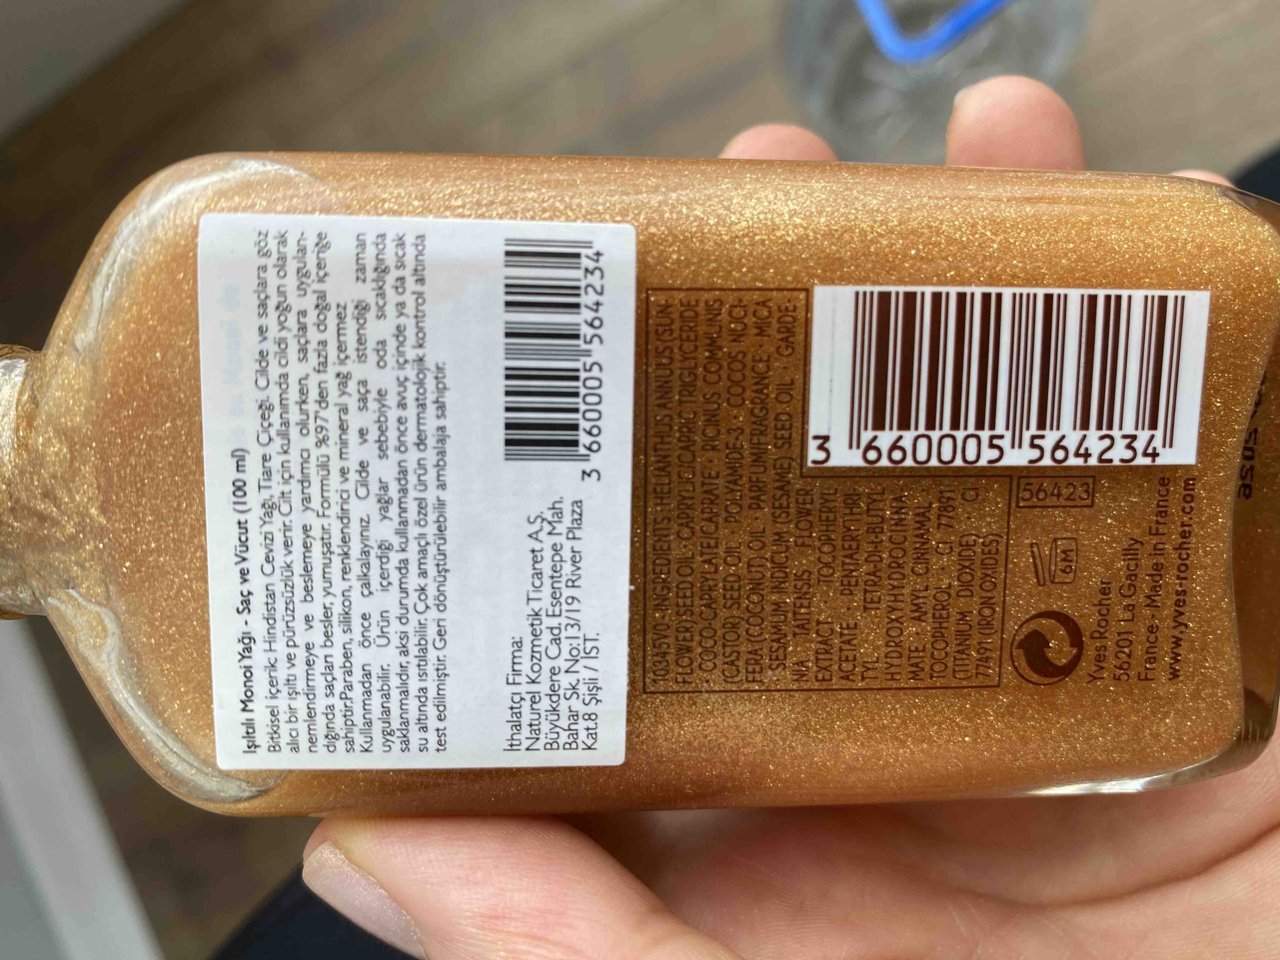 Işıltılı Monoi Yağı - Saç ve Vücut (100 ml)
Bitkisel içerik: Hindistan Cevizi Yağı, Tiare Çiçeği. Cilde ve saçlara göz
alıcı bir ışıltı ve pürüzsüzlük verir. Cilt için kullanımda cildi yoğun olarak
nemlendirmeye ve beslemeye yardımcı olurken, saçlara uygulan-
dığında saçları besler, yumuşatır. Formülü %97'den fazla doğal içeriğe
sahiptir. Paraben, silikon, renklendirici ve mineral yağ içermez
Kullanmadan önce çalkalayınız. Cilde ve saça istendiği zaman
uygulanabilir. Ürün içerdiği yağlar sebebiyle oda sıcaklığında
saklanmalıdır, aksi durumda kullanmadan önce avuç içinde ya da sıcak
su altında ısıtılabilir. Çok amaçlı özel ürün dermatolojik kontrol altında
test edilmiştir. Geri dönüştürülebilir ambalaja sahiptir.
İthalatçı Firma:
Naturel Kozmetik Ticaret A.Ş.
Büyükdere Cad. Esentepe Mah.
Bahar Sk. No:13/19 River Plaza
Kat.8 Şişli / İST.
3 660005 564234
10345V0 INGREDIENTS :HELIANTHUS ANNUUS (SUN-
FLOWER) SEED OIL · CAPRYLIC/CAPRIC TRIGLYCERIDE
· COCO-CAPRYLATE/CAPRATE · RICINUS COMMUNIS
(CASTOR) SEED OIL · POLYAMIDE-3 · COCOS NUCI-
FERA (COCONUT) OIL · PARFUM/FRAGRANCE · MICA ·
SESAMUM INDICUM (SESAME) SEED OIL · GARDE-
NIA TAITENSIS FLOWER
EXTRACT · TOCOPHERYL
ACETATE · PENTAERYTHRI-
TYL TETRA-DI-t-BUTYL
HYDROXYHYDROCINNA-
MATE · AMYL CINNAMAL ·
TOCOPHEROL · CI 77891
(TITANIUM DIOXIDE) · CI
77491 (IRON OXIDES)
3 660005 564234
56423
6M
Yves Rocher
56201 La Gacilly
France - Made in France
www.yves-rocher.com